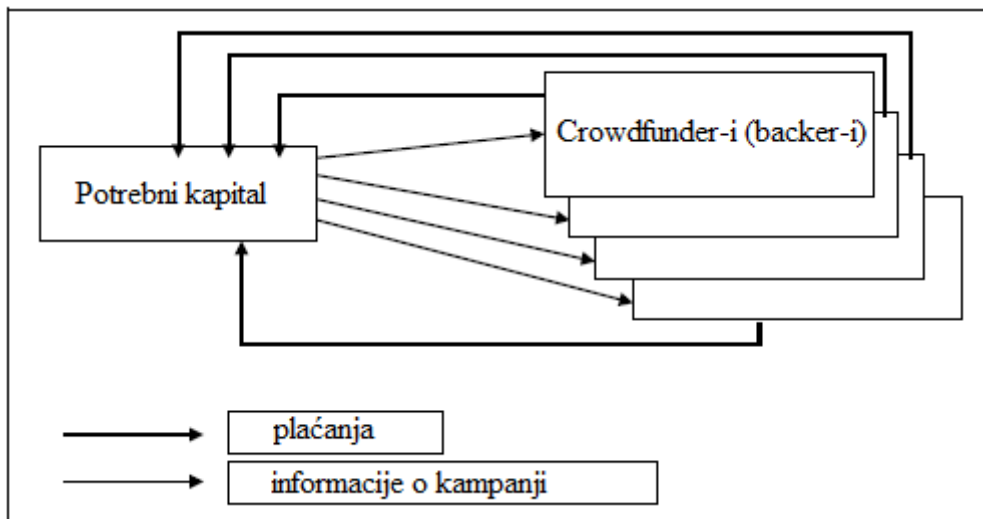 Crowdfunder-i (backer-i)
Potrebni kapital
plaćanja
informacije o kampanji